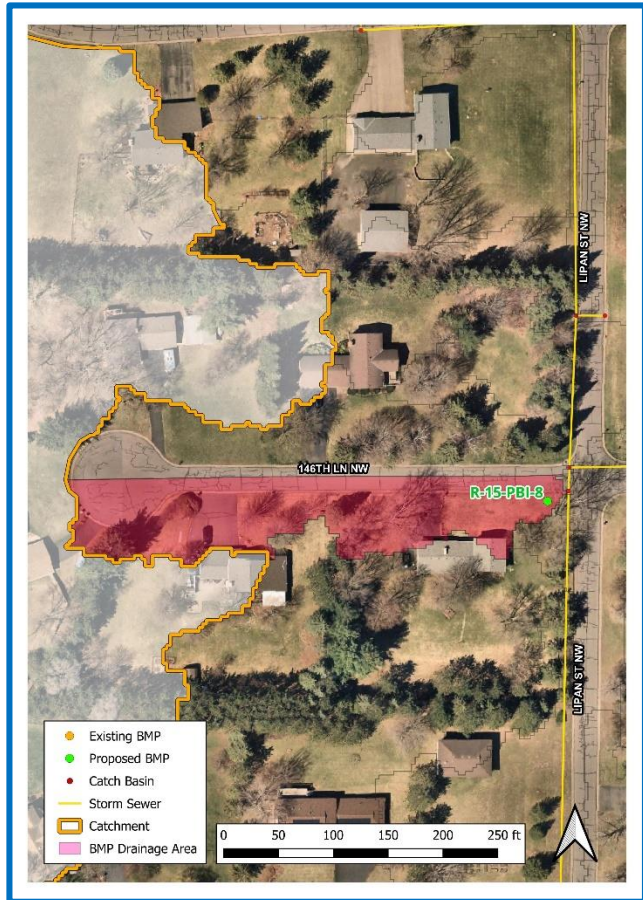 LIPAN ST NW
146TH LN NW
R-15-PBI-8
LIPAN ST NW
Existing BMP
Proposed BMP
Catch Basin
Storm Sewer
Catchment
BMP Drainage Area
0 50 100 150 200 250 ft